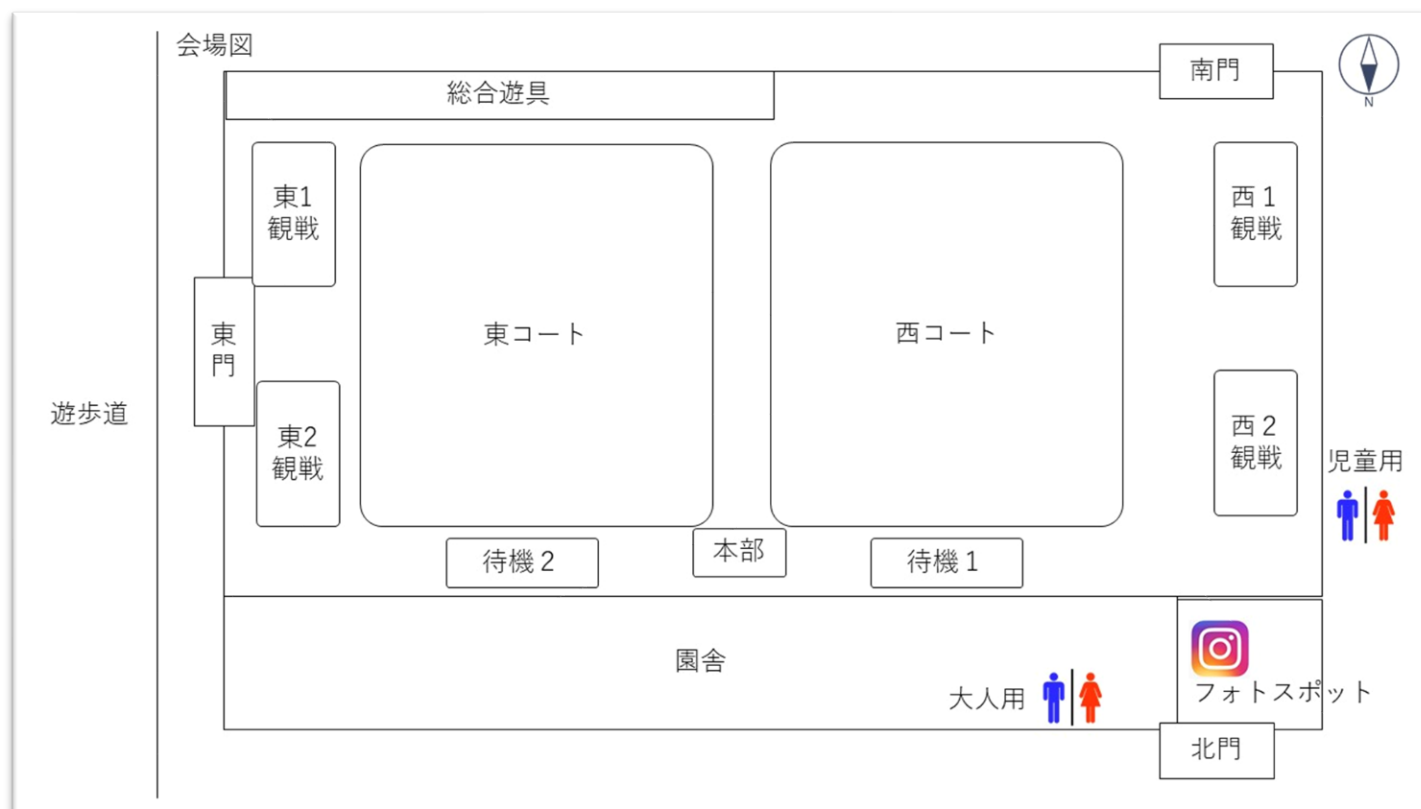 会場図
南門
N
総合遊具
東1
観戦
西１
観戦
東コート
西コート
東
門
遊歩道
東2
観戦
西２
観戦
児童用
待機２
本部
待機１
園舎
大人用
フォトスポット
北門